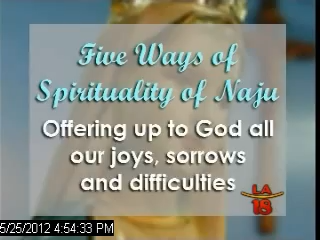 Five Ways of
Spirituality of Naju
Offering up to God all
our joys, sorrows
and difficulties
LA
18
5/25/2012 4:54:33 PM